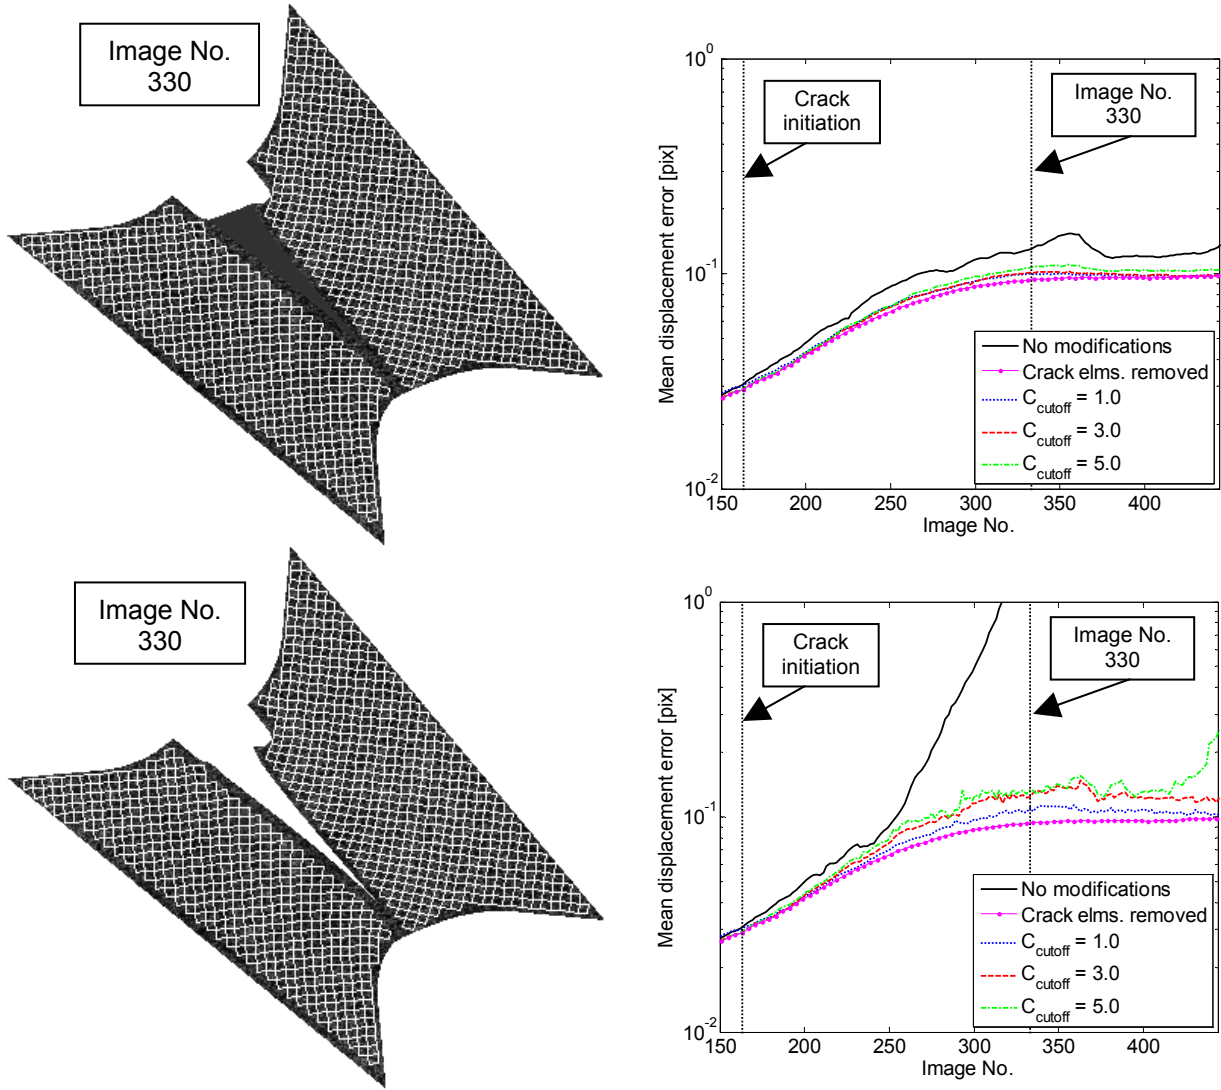 Image No.
330
10^0
10^-1
10^-2
Mean displacement error [pix]
Crack
initiation
Image No.
330
No modifications
Crack elms. removed
C_cutoff = 1.0
C_cutoff = 3.0
C_cutoff = 5.0
150 200 250 300 350 400
Image No.
Image No.
330
10^0
10^-1
10^-2
Mean displacement error [pix]
Crack
initiation
Image No.
330
No modifications
Crack elms. removed
C_cutoff = 1.0
C_cutoff = 3.0
C_cutoff = 5.0
150 200 250 300 350 400
Image No.